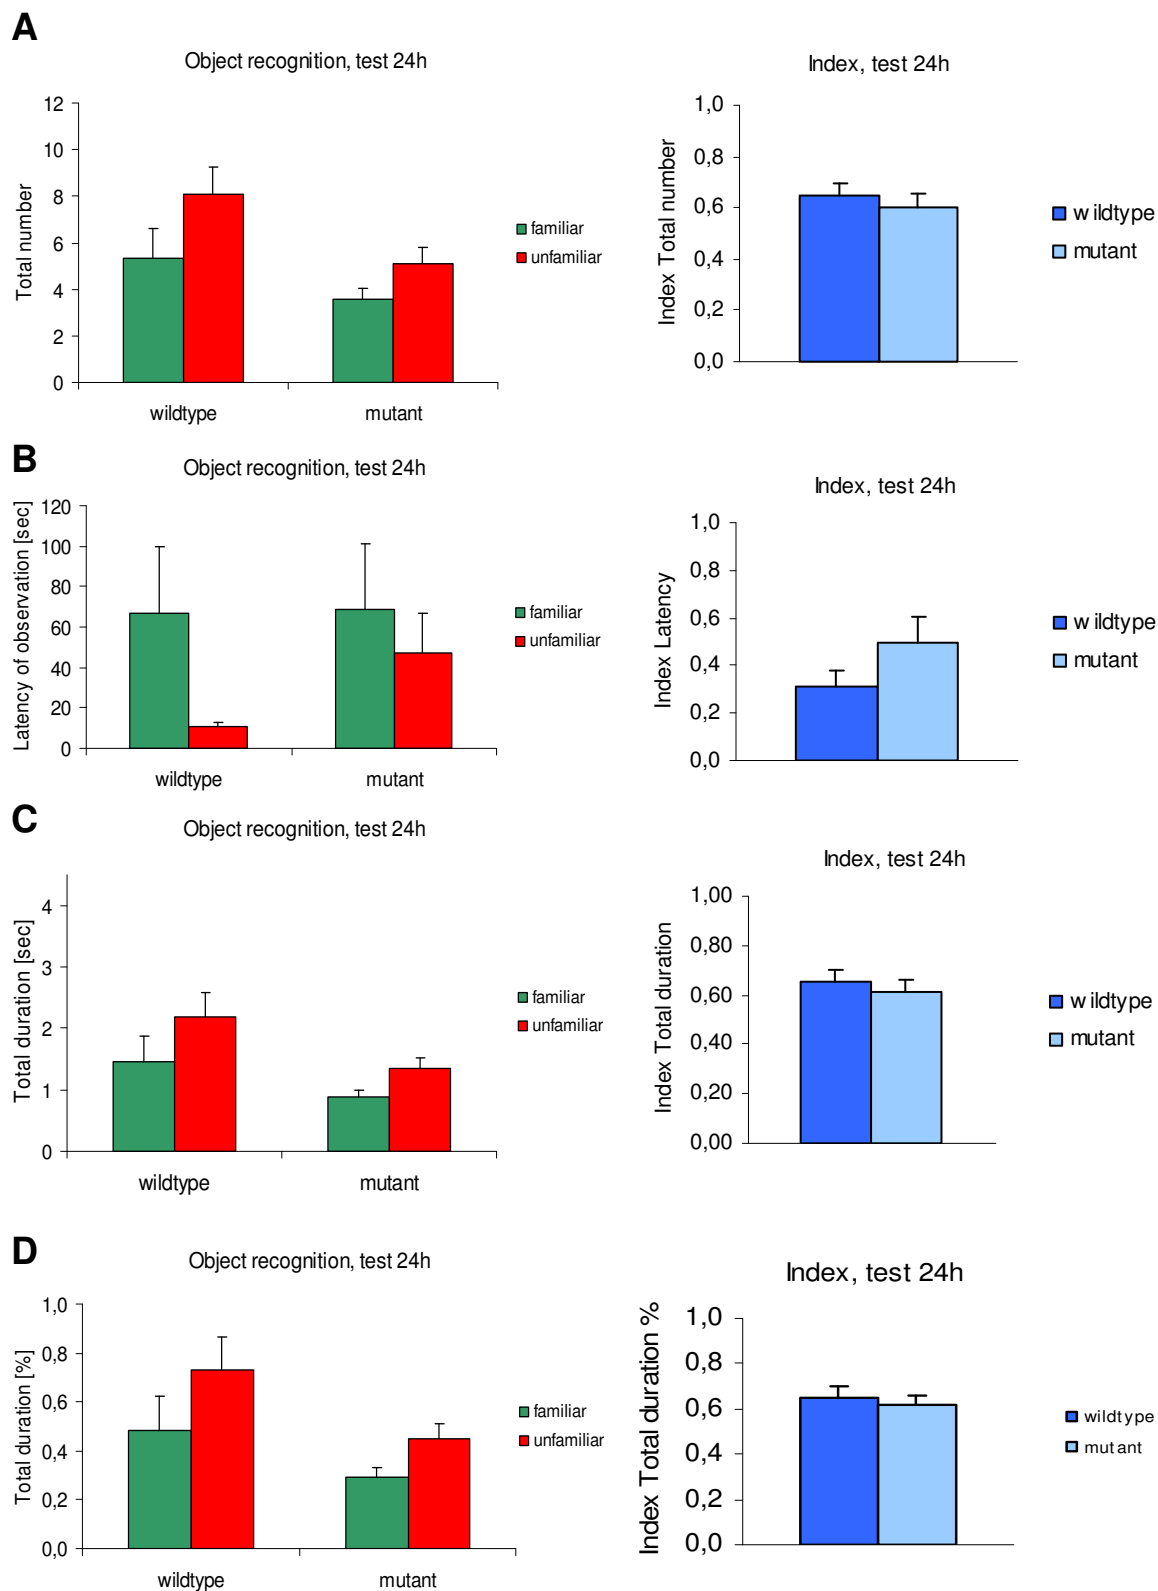 A
Object recognition, test 24h
Total number
12
10
8
6
4
2
0
wildtype
mutant
familiar
unfamiliar
Index, test 24h
Index Total number
1,0
0,8
0,6
0,4
0,2
0,0
wildtype
mutant
B
Object recognition, test 24h
Latency of observation [sec]
120
100
80
60
40
20
0
wildtype
mutant
familiar
unfamiliar
Index, test 24h
Index Latency
1,0
0,8
0,6
0,4
0,2
0,0
wildtype
mutant
C
Object recognition, test 24h
Total duration [sec]
4
3
2
1
0
wildtype
mutant
familiar
unfamiliar
Index, test 24h
Index Total duration
1,00
0,80
0,60
0,40
0,20
0,00
wildtype
mutant
D
Object recognition, test 24h
Total duration [%]
1,0
0,8
0,6
0,4
0,2
0,0
wildtype
mutant
familiar
unfamiliar
Index, test 24h
Index Total duration %
1,0
0,8
0,6
0,4
0,2
0,0
wildtype
mutant